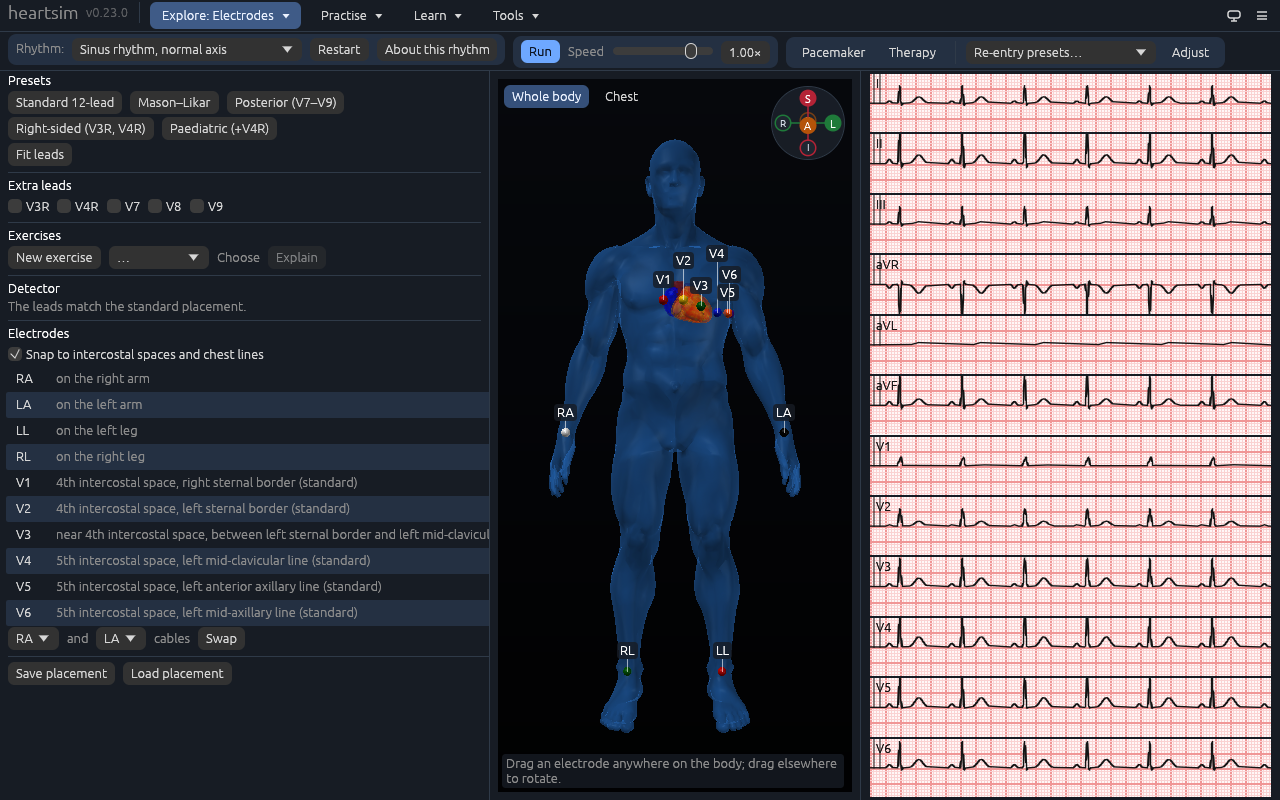 heartsim v0.23.0 Explore: Electrodes Practise Learn Tools
Rhythm: Sinus rhythm, normal axis Restart About this rhythm Run Speed 1.00× Pacemaker Therapy Re-entry presets… Adjust
Presets
Standard 12-lead Mason–Likar Posterior (V7–V9)
Right-sided (V3R, V4R) Paediatric (+V4R)
Fit leads
Extra leads
V3R V4R V7 V8 V9
Exercises
New exercise … Choose Explain
Detector
The leads match the standard placement.
Electrodes
Snap to intercostal spaces and chest lines
RA on the right arm
LA on the left arm
LL on the left leg
RL on the right leg
V1 4th intercostal space, right sternal border (standard)
V2 4th intercostal space, left sternal border (standard)
V3 near 4th intercostal space, between left sternal border and left mid-clavicul
V4 5th intercostal space, left mid-clavicular line (standard)
V5 5th intercostal space, left anterior axillary line (standard)
V6 5th intercostal space, left mid-axillary line (standard)
RA and LA cables Swap
Save placement Load placement
Whole body Chest
S
R A L
I
V4
V2
V6
V1
V3
V5
RA LA
RL LL
Drag an electrode anywhere on the body; drag elsewhere
to rotate.
I
II
III
aVR
aVL
aVF
V1
V2
V3
V4
V5
V6